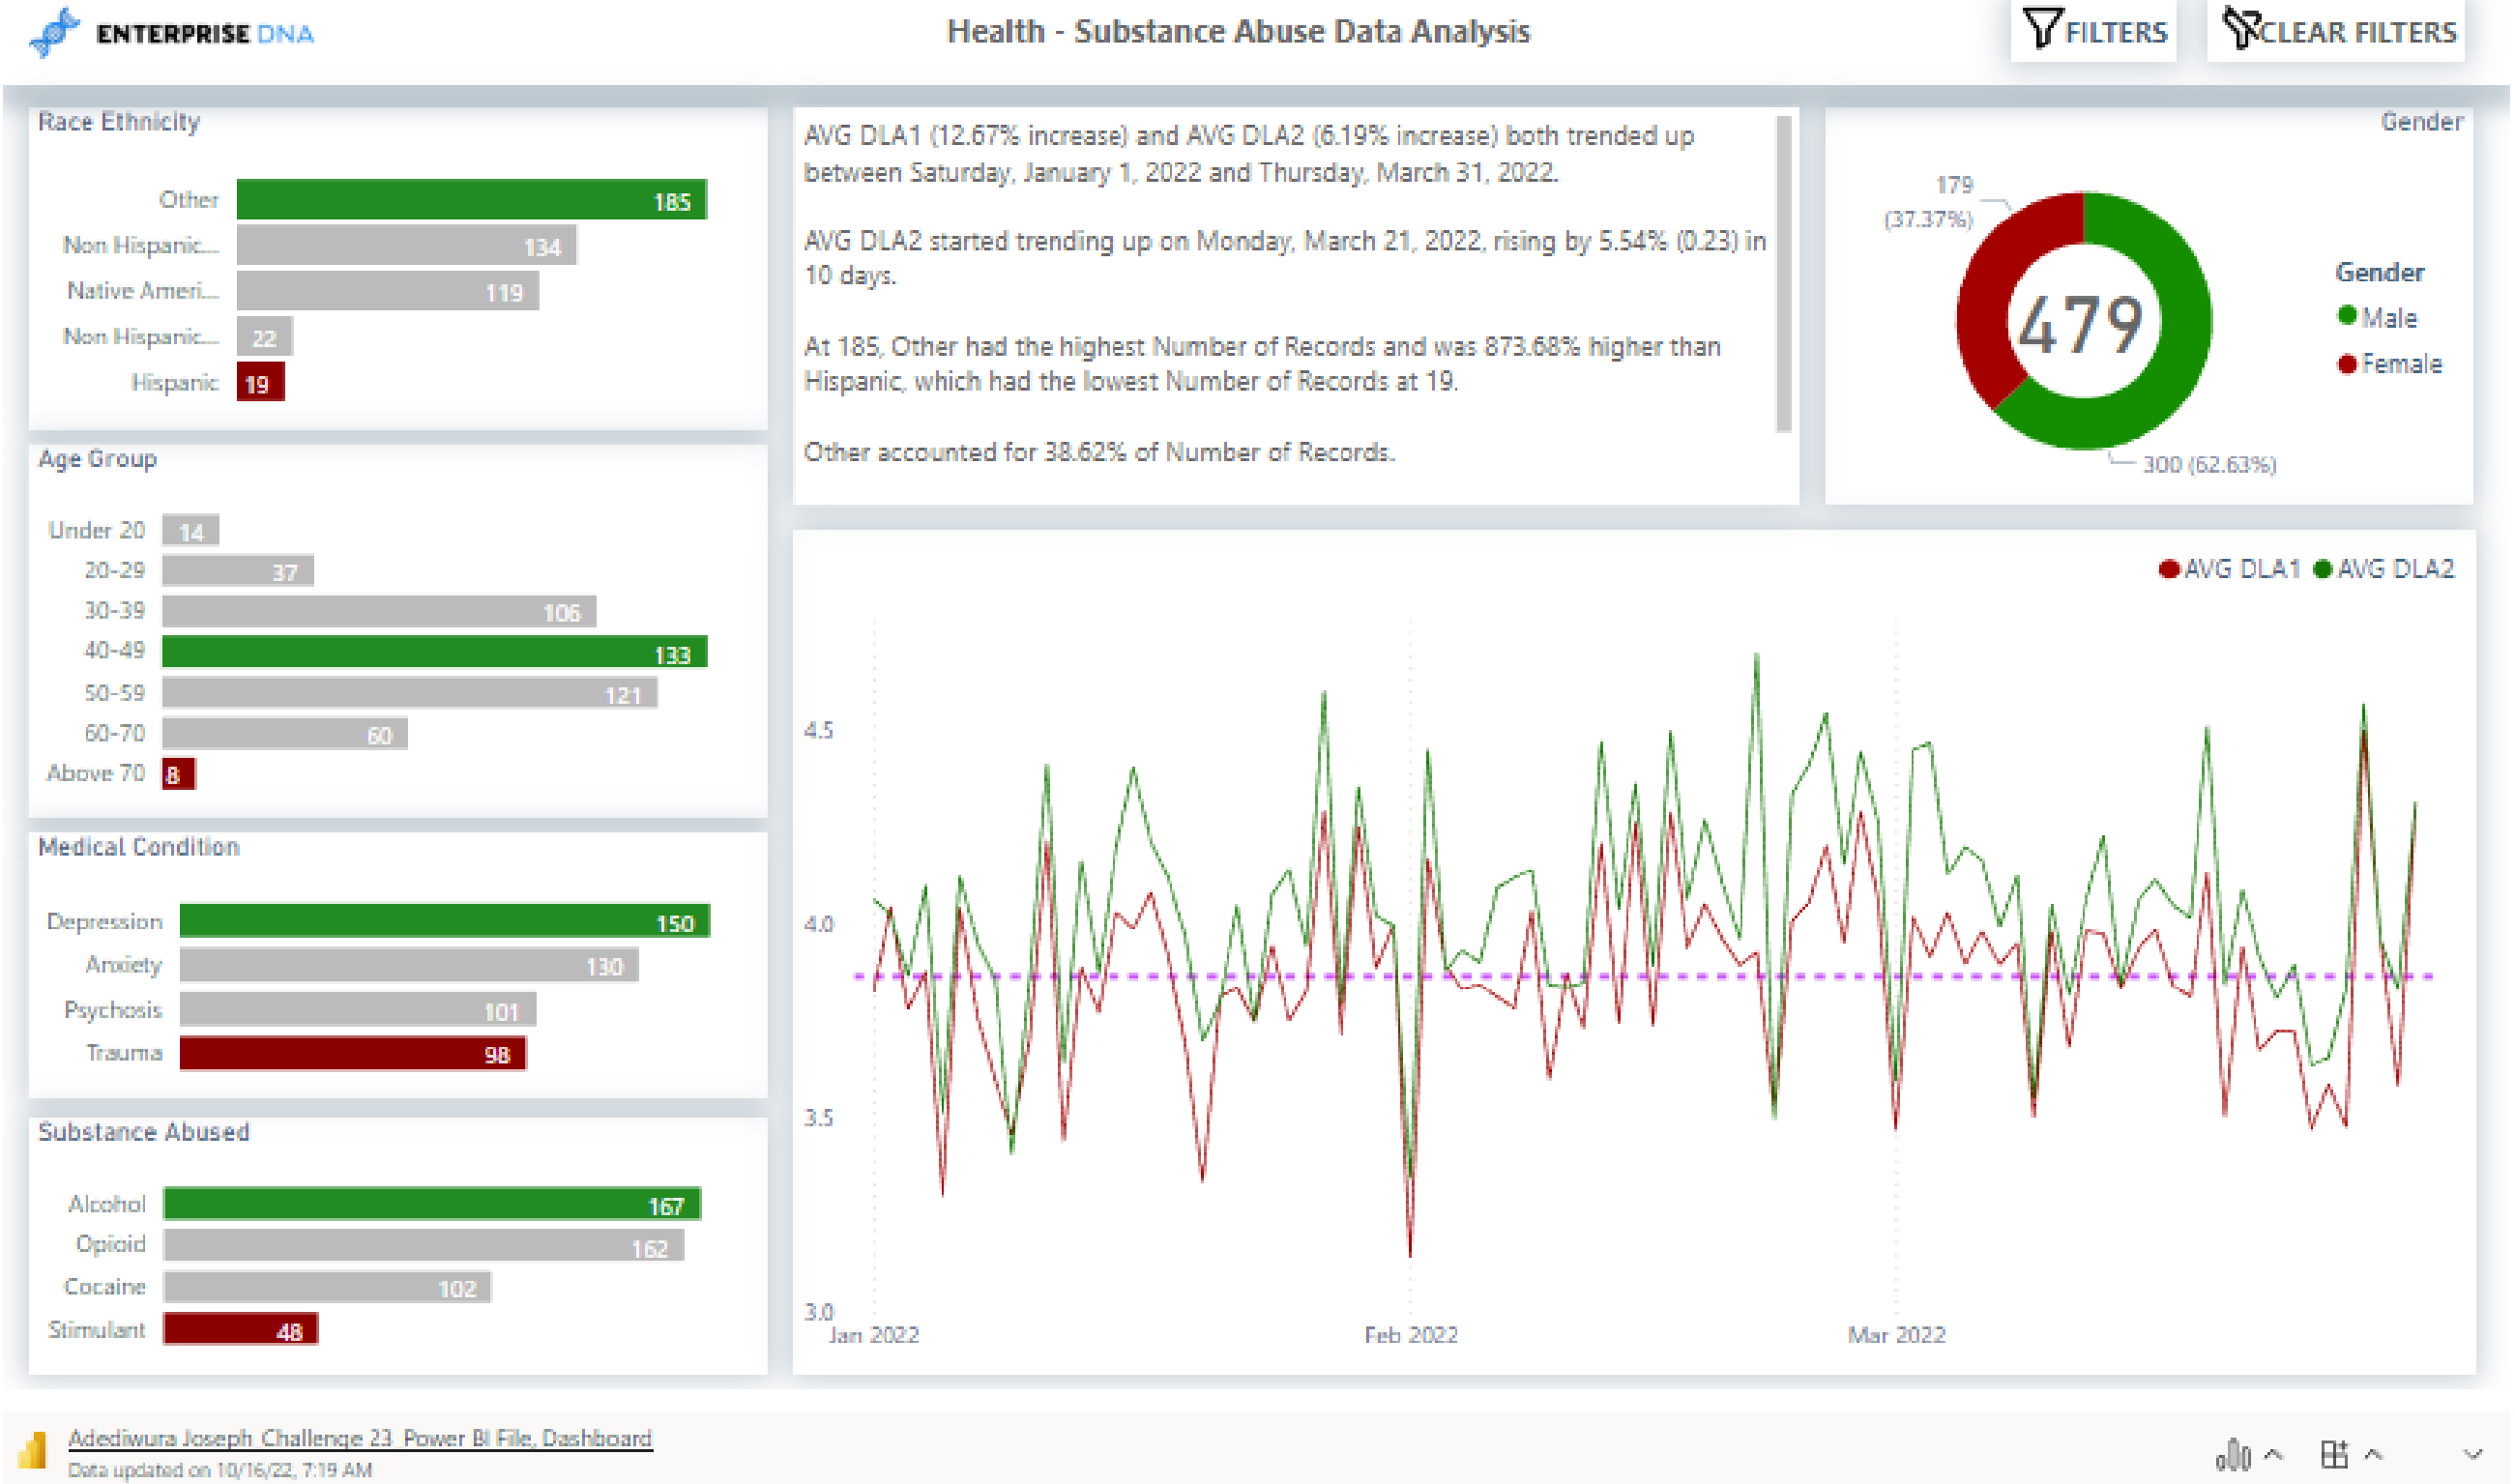 ENTERPRISE DNA
Health - Substance Abuse Data Analysis
FILTERS
CLEAR FILTERS
Race Ethnicity
Other 185
Non Hispanic... 134
Native Ameri... 119
Non Hispanic... 22
Hispanic 19
Age Group
Under 20 14
20-29 37
30-39 106
40-49 133
50-59 121
60-70 60
Above 70 8
Medical Condition
Depression 150
Anxiety 130
Psychosis 101
Trauma 98
Substance Abused
Alcohol 167
Opioid 162
Cocaine 102
Stimulant 48
AVG DLA1 (12.67% increase) and AVG DLA2 (6.19% increase) both trended up
between Saturday, January 1, 2022 and Thursday, March 31, 2022.
AVG DLA2 started trending up on Monday, March 21, 2022, rising by 5.54% (0.23) in
10 days.
At 185, Other had the highest Number of Records and was 873.68% higher than
Hispanic, which had the lowest Number of Records at 19.
Other accounted for 38.62% of Number of Records.
Gender
179
(37.37%)
479
300 (62.63%)
Gender
Male
Female
AVG DLA1 AVG DLA2
4.5
4.0
3.5
3.0
Jan 2022 Feb 2022 Mar 2022
Adediwura Joseph Challenge 23 Power BI File, Dashboard
Data updated on 10/16/22, 7:19 AM